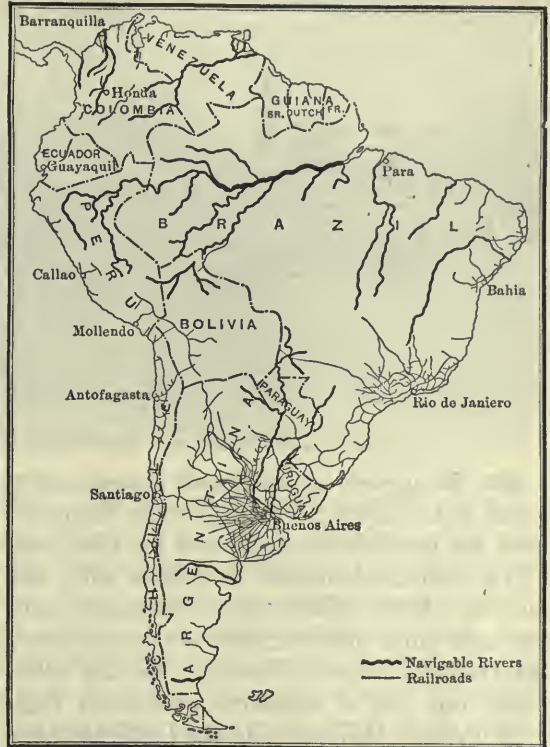 Barranquilla
VENEZUELA
Honda
COLOMBIA
GUIANA
BR. DUTCH FR.
ECUADOR
Guayaquil
Para
BRAZIL
PERU
Callao
Bahia
Mollendo
BOLIVIA
Antofagasta
PARAGUAY
Rio de Janiero
Santiago
URUGUAY
Buenos Aires
CHILE
ARGENTINA
Navigable Rivers
Railroads